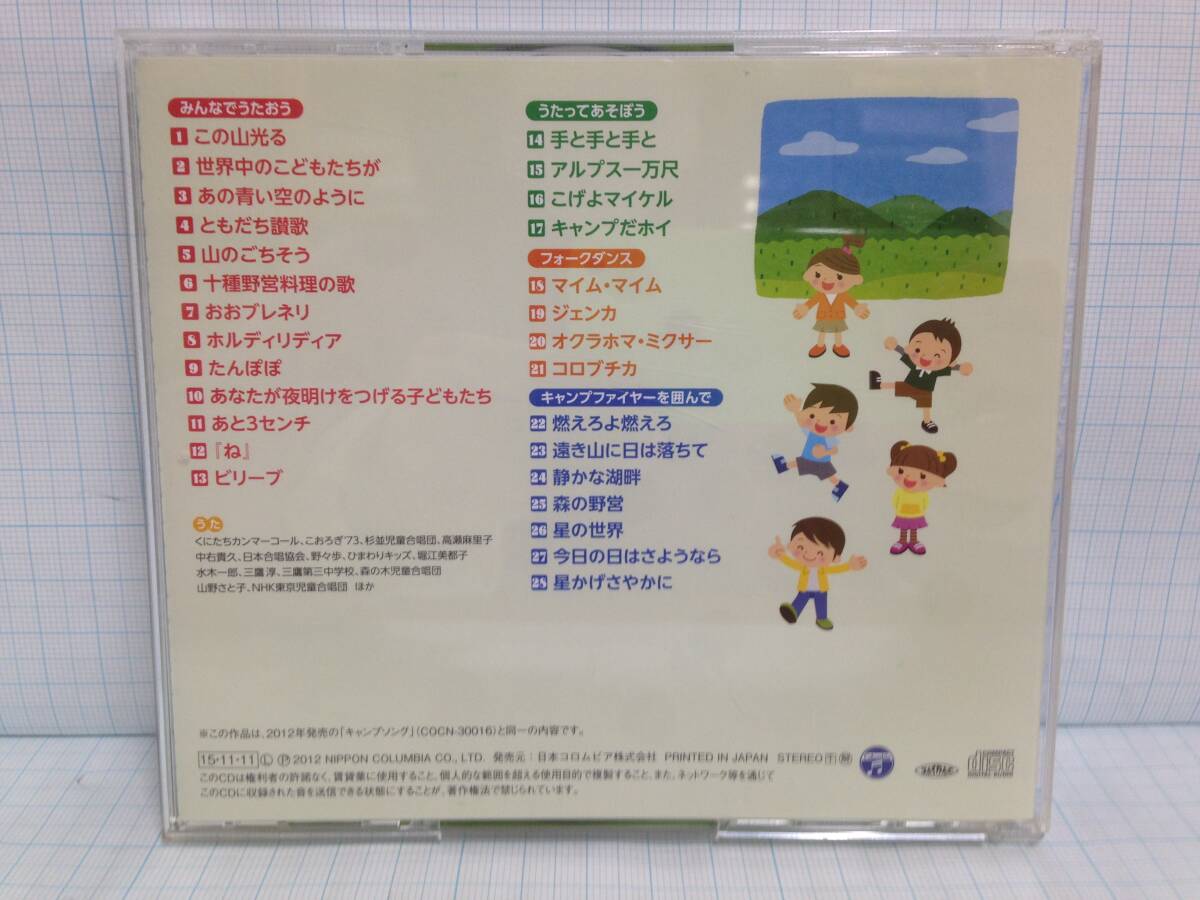 みんなでうたおう
1 この山光る
2 世界中のこどもたちが
3 あの青い空のように
4 ともだち讃歌
5 山のごちそう
6 十種野営料理の歌
7 おおブレネリ
8 ホルディリディア
9 たんぽぽ
10 あなたが夜明けをつげる子どもたち
11 あと3センチ
12 『ね』
13 ビリーブ
うた
くにたちカンマーコール、こおろぎ'73、杉並児童合唱団、高瀬麻里子
中右貴久、日本合唱協会、野々歩、ひまわりキッズ、堀江美都子
水木一郎、三鷹淳、三鷹第三中学校、森の木児童合唱団
山野さと子、NHK東京児童合唱団 ほか
うたってあそぼう
14 手と手と手と
15 アルプス一万尺
16 こげよマイケル
17 キャンプだホイ
フォークダンス
18 マイム・マイム
19 ジェンカ
20 オクラホマ・ミクサー
21 コロブチカ
キャンプファイヤーを囲んで
22 燃えろよ燃えろ
23 遠き山に日は落ちて
24 静かな湖畔
25 森の野営
26 星の世界
27 今日の日はさようなら
28 星かげさやかに
※この作品は、2012年発売の「キャンプソング」(COCN-30016)と同一の内容です。
15・11・11 Ⓛ Ⓟ 2012 NIPPON COLUMBIA CO., LTD. 発売元:日本コロムビア株式会社 PRINTED IN JAPAN STEREO
このCDは権利者の許諾なく、賃貸業に使用すること、個人的な範囲を超える使用目的で複製すること、また、ネットワーク等を通じて
このCDに収録された音を送信できる状態にすることが、著作権法で禁じられています。
COMPACT
disc
DIGITAL AUDIO